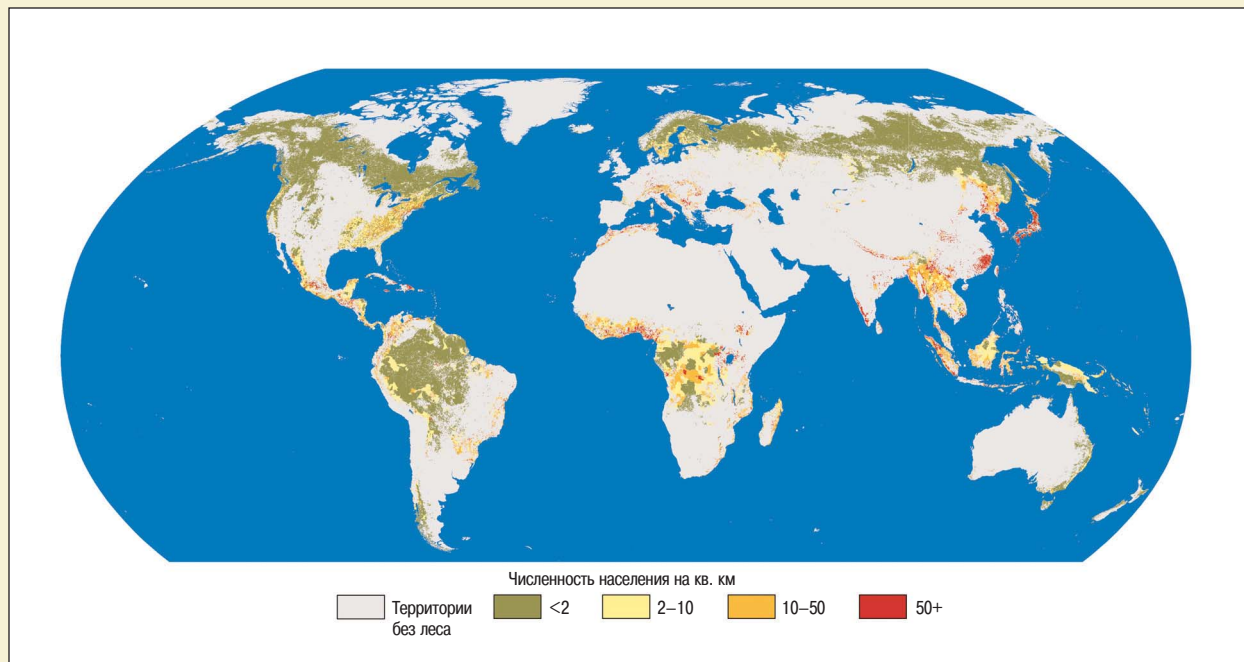 Численность населения на кв. км
Территории без леса
<2
2–10
10–50
50+